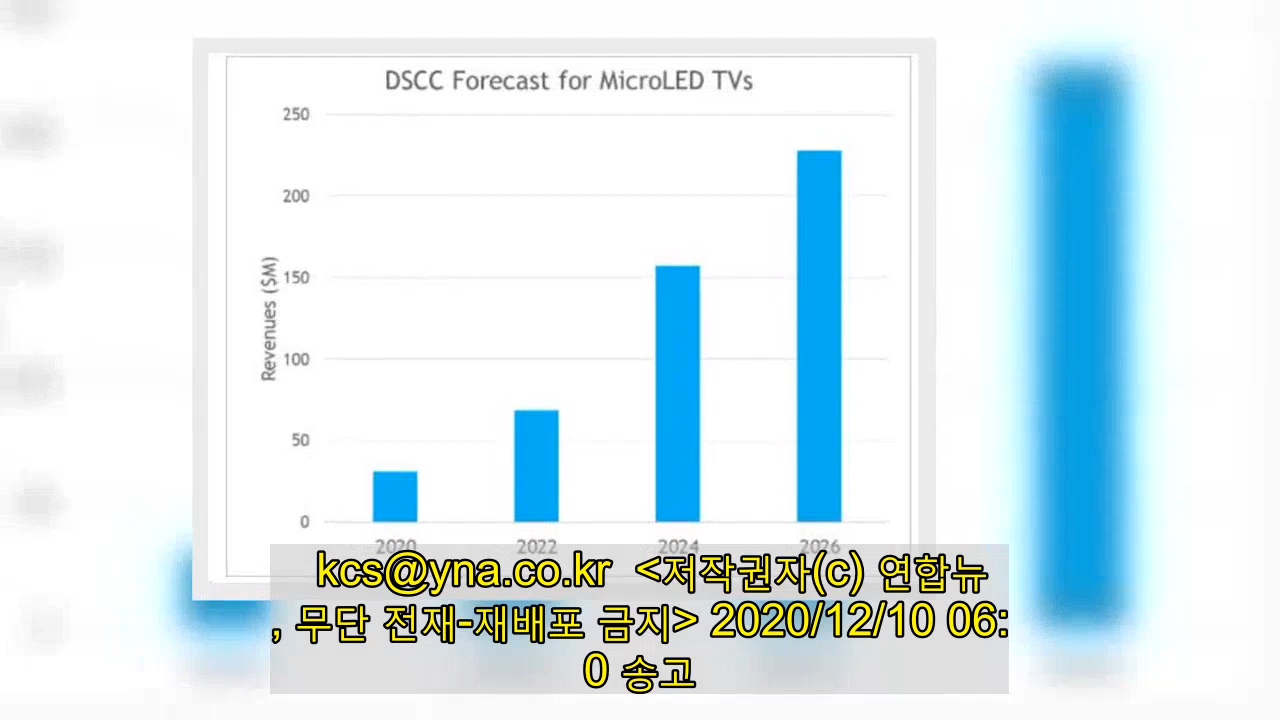 DSCC Forecast for MicroLED TVs
250
200
150
100
50
0
Revenues ($M)
2020
2022
2024
2026
kcs@yna.co.kr <저작권자(c) 연합뉴
, 무단 전재-재배포 금지> 2020/12/10 06:
0 송고